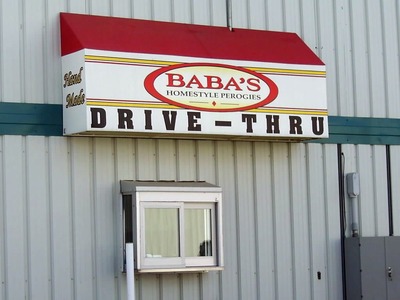 Hand
Made
BABA'S
HOMESTYLE PEROGIES
DRIVE-THRU